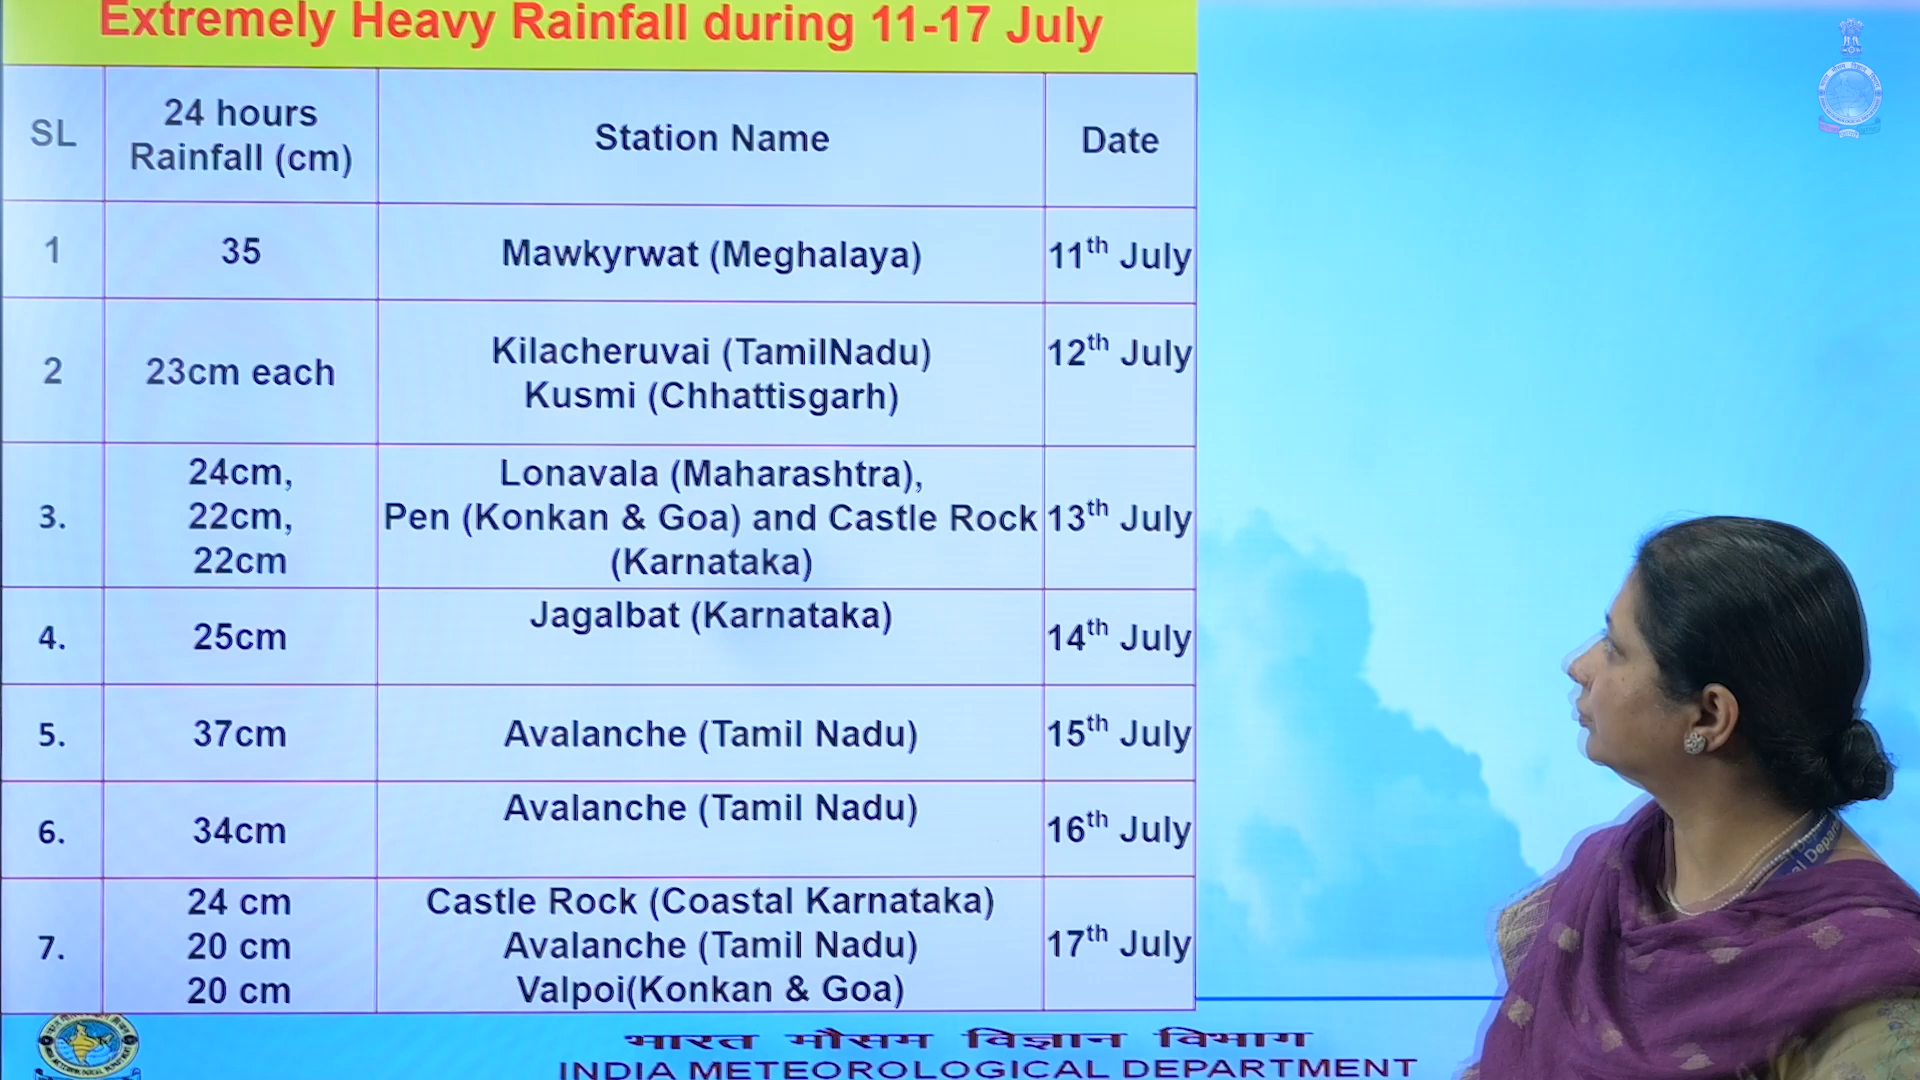 Extremely Heavy Rainfall during 11-17 July
SL
24 hours
Rainfall (cm)
Station Name
Date
1
35
Mawkyrwat (Meghalaya)
11th July
2
23cm each
Kilacheruvai (TamilNadu)
Kusmi (Chhattisgarh)
12th July
3.
24cm,
22cm,
22cm
Lonavala (Maharashtra),
Pen (Konkan & Goa) and Castle Rock
(Karnataka)
13th July
4.
25cm
Jagalbat (Karnataka)
14th July
5.
37cm
Avalanche (Tamil Nadu)
15th July
6.
34cm
Avalanche (Tamil Nadu)
16th July
7.
24 cm
20 cm
20 cm
Castle Rock (Coastal Karnataka)
Avalanche (Tamil Nadu)
Valpoi(Konkan & Goa)
17th July
भारत मौसम विज्ञान विभाग
INDIA METEOROLOGICAL DEPARTMENT